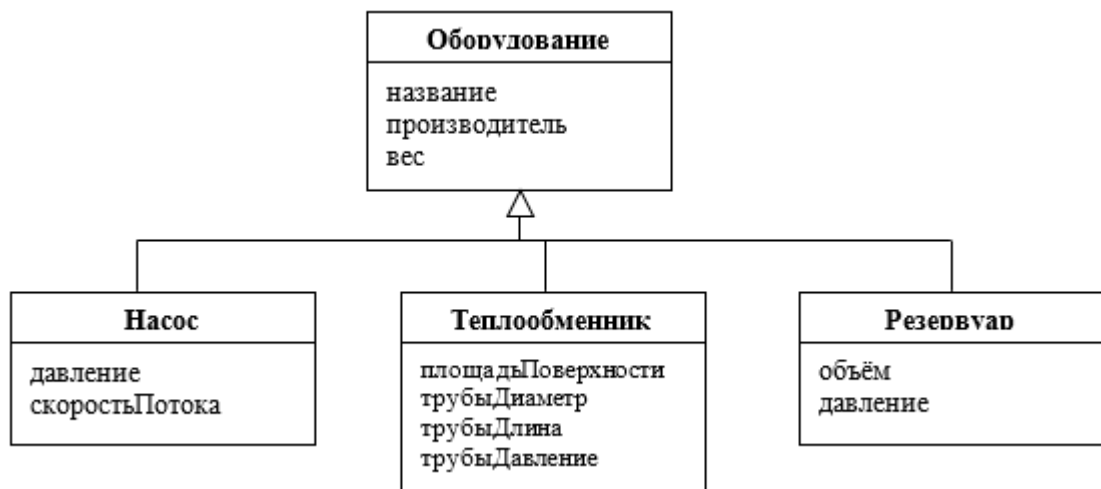 Оборудование
название
производитель
вес
Насос
давление
скоростьПотока
Теплообменник
площадьПоверхности
трубыДиаметр
трубыДлина
трубыДавление
Резервуар
объём
давление